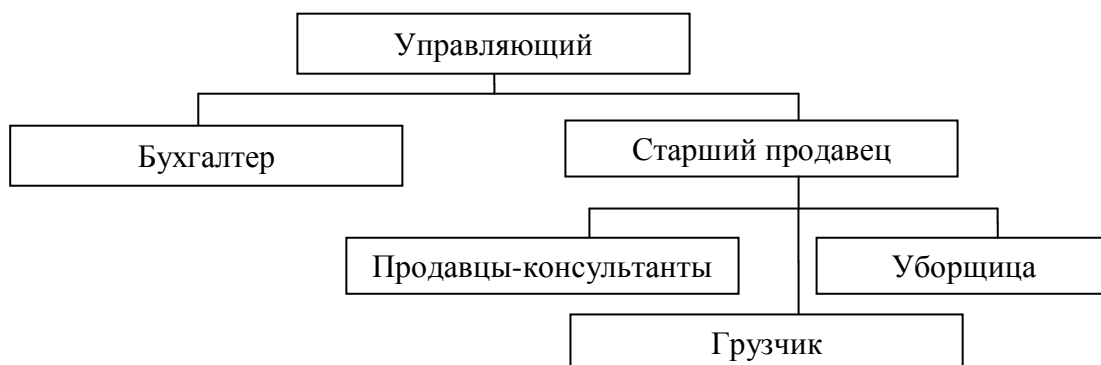 Управляющий
Бухгалтер
Старший продавец
Продавцы-консультанты
Уборщица
Грузчик